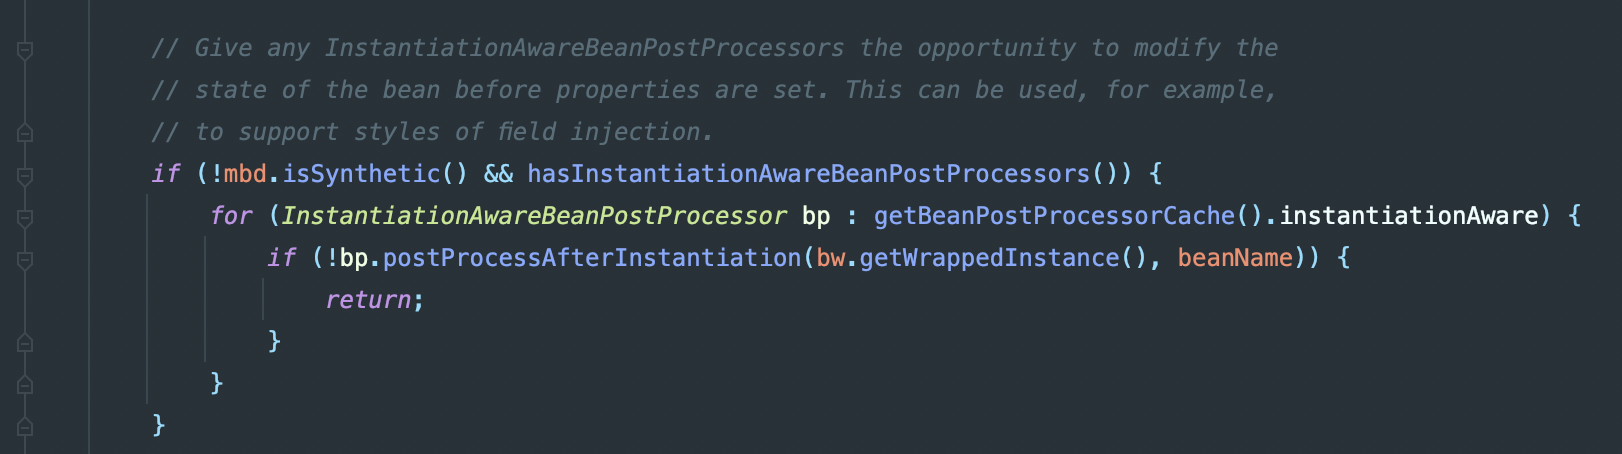 // Give any InstantiationAwareBeanPostProcessors the opportunity to modify the
// state of the bean before properties are set. This can be used, for example,
// to support styles of field injection.
if (!mbd.isSynthetic() && hasInstantiationAwareBeanPostProcessors()) {
for (InstantiationAwareBeanPostProcessor bp : getBeanPostProcessorCache().instantiationAware) {
if (!bp.postProcessAfterInstantiation(bw.getWrappedInstance(), beanName)) {
return;
}
}
}